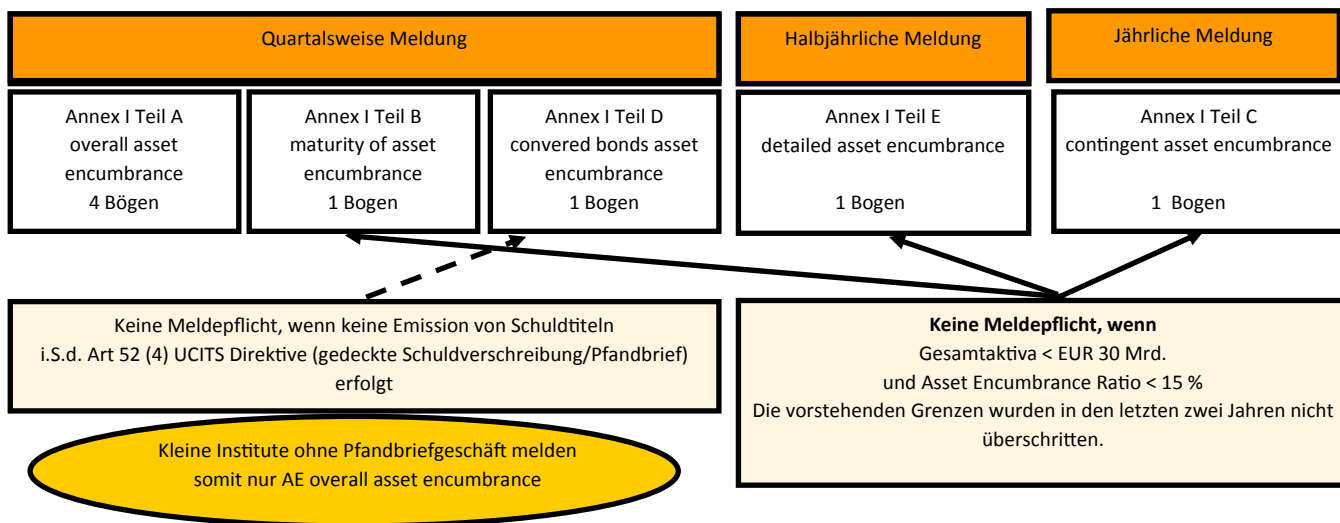 Quartalsweise Meldung
Halbjährliche Meldung
Jährliche Meldung
Annex I Teil A
overall asset
encumbrance
4 Bögen
Annex I Teil B
maturity of asset
encumbrance
1 Bogen
Annex I Teil D
convered bonds asset
encumbrance
1 Bogen
Annex I Teil E
detailed asset encumbrance
1 Bogen
Annex I Teil C
contingent asset encumbrance
1 Bogen
Keine Meldepflicht, wenn keine Emission von Schuldtiteln
i.S.d. Art 52 (4) UCITS Direktive (gedeckte Schuldverschreibung/Pfandbrief)
erfolgt
Keine Meldepflicht, wenn
Gesamtaktiva < EUR 30 Mrd.
und Asset Encumbrance Ratio < 15 %
Die vorstehenden Grenzen wurden in den letzten zwei Jahren nicht
überschritten.
Kleine Institute ohne Pfandbriefgeschäft melden
somit nur AE overall asset encumbrance